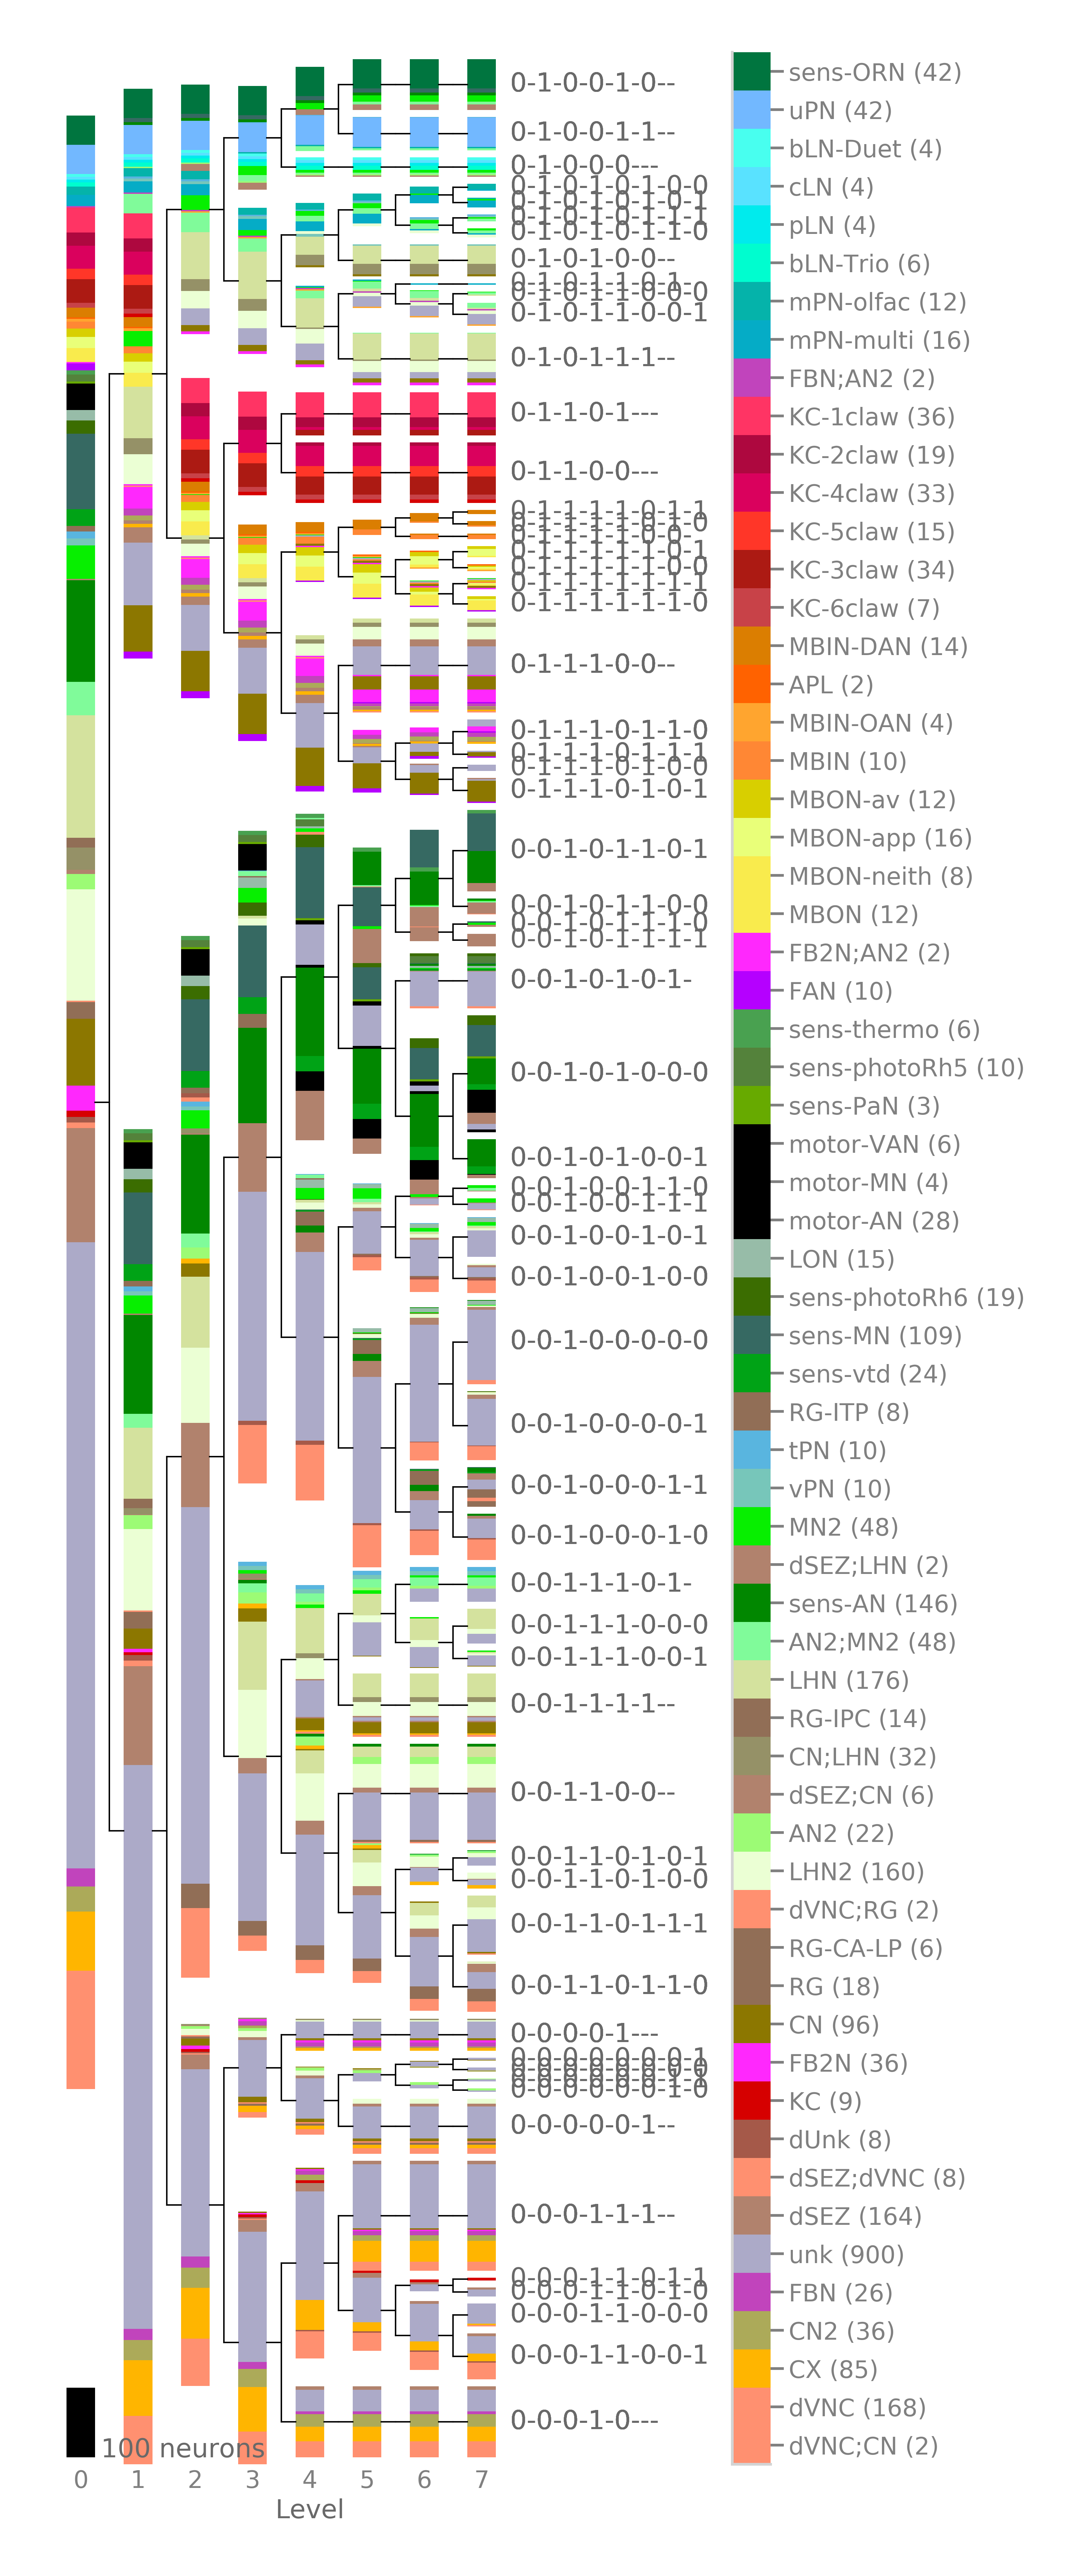 0-1-0-0-1-0--
0-1-0-0-1-1--
0-1-0-0-0---
0-1-0-1-0-1-0-0
0-1-0-1-0-1-0-1
0-1-0-1-0-1-1-1
0-1-0-1-0-1-1-0
0-1-0-1-0-0--
0-1-0-1-1-0-1-
0-1-0-1-1-0-0-0
0-1-0-1-1-0-0-1
0-1-0-1-1-1--
0-1-1-0-1---
0-1-1-0-0---
0-1-1-1-1-0-1-1
0-1-1-1-1-0-1-0
0-1-1-1-1-0-0-
0-1-1-1-1-1-0-1
0-1-1-1-1-1-0-0
0-1-1-1-1-1-1-1
0-1-1-1-1-1-1-0
0-1-1-1-0-0--
0-1-1-1-0-1-1-0
0-1-1-1-0-1-1-1
0-1-1-1-0-1-0-0
0-1-1-1-0-1-0-1
0-0-1-0-1-1-0-1
0-0-1-0-1-1-0-0
0-0-1-0-1-1-1-0
0-0-1-0-1-1-1-1
0-0-1-0-1-0-1-
0-0-1-0-1-0-0-0
0-0-1-0-1-0-0-1
0-0-1-0-0-1-1-0
0-0-1-0-0-1-1-1
0-0-1-0-0-1-0-1
0-0-1-0-0-1-0-0
0-0-1-0-0-0-0-0
0-0-1-0-0-0-0-1
0-0-1-0-0-0-1-1
0-0-1-0-0-0-1-0
0-0-1-1-1-0-1-
0-0-1-1-1-0-0-0
0-0-1-1-1-0-0-1
0-0-1-1-1-1--
0-0-1-1-0-0--
0-0-1-1-0-1-0-1
0-0-1-1-0-1-0-0
0-0-1-1-0-1-1-1
0-0-1-1-0-1-1-0
0-0-0-0-1---
0-0-0-0-0-0-0-1
0-0-0-0-0-0-0-0
0-0-0-0-0-0-1-1
0-0-0-0-0-0-1-0
0-0-0-0-0-1--
0-0-0-1-1-1--
0-0-0-1-1-0-1-1
0-0-0-1-1-0-1-0
0-0-0-1-1-0-0-0
0-0-0-1-1-0-0-1
0-0-0-1-0---
100 neurons
0 1 2 3 4 5 6 7
Level
sens-ORN (42)
uPN (42)
bLN-Duet (4)
cLN (4)
pLN (4)
bLN-Trio (6)
mPN-olfac (12)
mPN-multi (16)
FBN;AN2 (2)
KC-1claw (36)
KC-2claw (19)
KC-4claw (33)
KC-5claw (15)
KC-3claw (34)
KC-6claw (7)
MBIN-DAN (14)
APL (2)
MBIN-OAN (4)
MBIN (10)
MBON-av (12)
MBON-app (16)
MBON-neith (8)
MBON (12)
FB2N;AN2 (2)
FAN (10)
sens-thermo (6)
sens-photoRh5 (10)
sens-PaN (3)
motor-VAN (6)
motor-MN (4)
motor-AN (28)
LON (15)
sens-photoRh6 (19)
sens-MN (109)
sens-vtd (24)
RG-ITP (8)
tPN (10)
vPN (10)
MN2 (48)
dSEZ;LHN (2)
sens-AN (146)
AN2;MN2 (48)
LHN (176)
RG-IPC (14)
CN;LHN (32)
dSEZ;CN (6)
AN2 (22)
LHN2 (160)
dVNC;RG (2)
RG-CA-LP (6)
RG (18)
CN (96)
FB2N (36)
KC (9)
dUnk (8)
dSEZ;dVNC (8)
dSEZ (164)
unk (900)
FBN (26)
CN2 (36)
CX (85)
dVNC (168)
dVNC;CN (2)